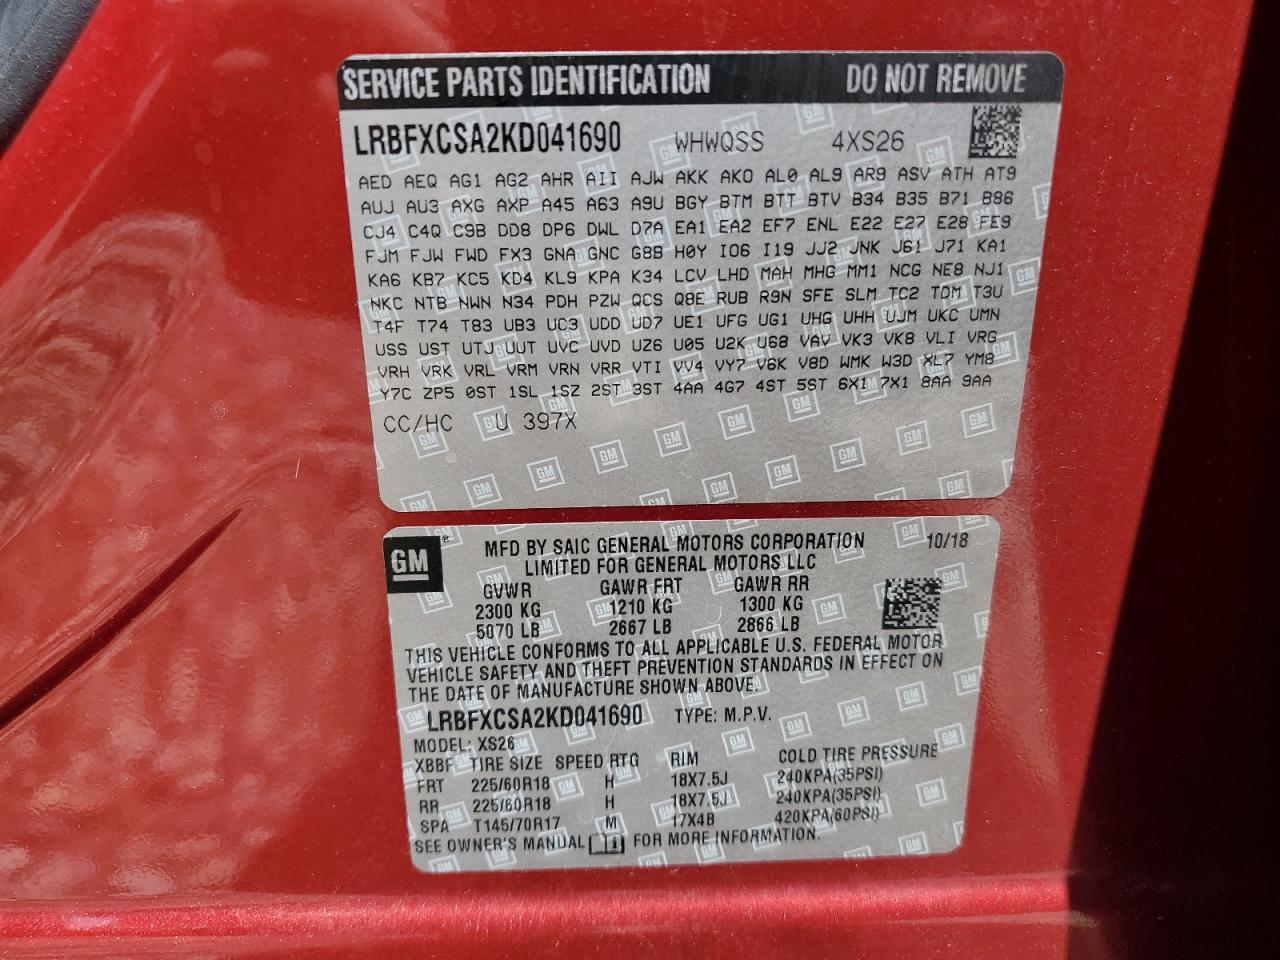 SERVICE PARTS IDENTIFICATION DO NOT REMOVE
LRBFXCSA2KD041690 WHWQSS 4XS26
AED AEQ AG1 AG2 AHR AII AJW AKK AKO AL0 AL9 AR9 ASV ATH AT9
AUJ AU3 AXG AXP A45 A63 A9U BGY BTM BTT BTV B34 B35 B71 B86
CJ4 C4Q C9B DD8 DP6 DWL D7A EA1 EA2 EF7 ENL E22 E27 E28 FE9
FJM FJW FWD FX3 GNA GNC G8B H0Y IO6 I19 JJ2 JNK J61 J71 KA1
KA6 KB7 KC5 KD4 KL9 KPA K34 LCV LHD MAH MHG MM1 NCG NE8 NJ1
NKC NTB NWN N34 PDH PZW QCS Q8E RUB R9N SFE SLM TC2 TDM T3U
T4F T74 T83 UB3 UC3 UDD UD7 UE1 UFG UG1 UHG UHH UJM UKC UMN
USS UST UTJ UUT UVC UVD UZ6 U05 U2K U68 VAV VK3 VK8 VLI VRG
VRH VRK VRL VRM VRN VRR VTI VV4 VY7 V6K V8D WMK W3D XL7 YM8
Y7C ZP5 0ST 1SL 1SZ 2ST 3ST 4AA 4G7 4ST 5ST 6X1 7X1 8AA 9AA
CC/HC U 397X
GM
MFD BY SAIC GENERAL MOTORS CORPORATION 10/18
LIMITED FOR GENERAL MOTORS LLC
GVWR GAWR FRT GAWR RR
2300 KG 1210 KG 1300 KG
5070 LB 2667 LB 2866 LB
THIS VEHICLE CONFORMS TO ALL APPLICABLE U.S. FEDERAL MOTOR
VEHICLE SAFETY AND THEFT PREVENTION STANDARDS IN EFFECT ON
THE DATE OF MANUFACTURE SHOWN ABOVE.
LRBFXCSA2KD041690 TYPE: M.P.V.
MODEL: XS26
XBBF TIRE SIZE SPEED RTG RIM COLD TIRE PRESSURE
FRT 225/60R18 H 18X7.5J 240KPA(35PSI)
RR 225/60R18 H 18X7.5J 240KPA(35PSI)
SPA T145/70R17 M 17X4B 420KPA(60PSI)
SEE OWNER'S MANUAL FOR MORE INFORMATION.